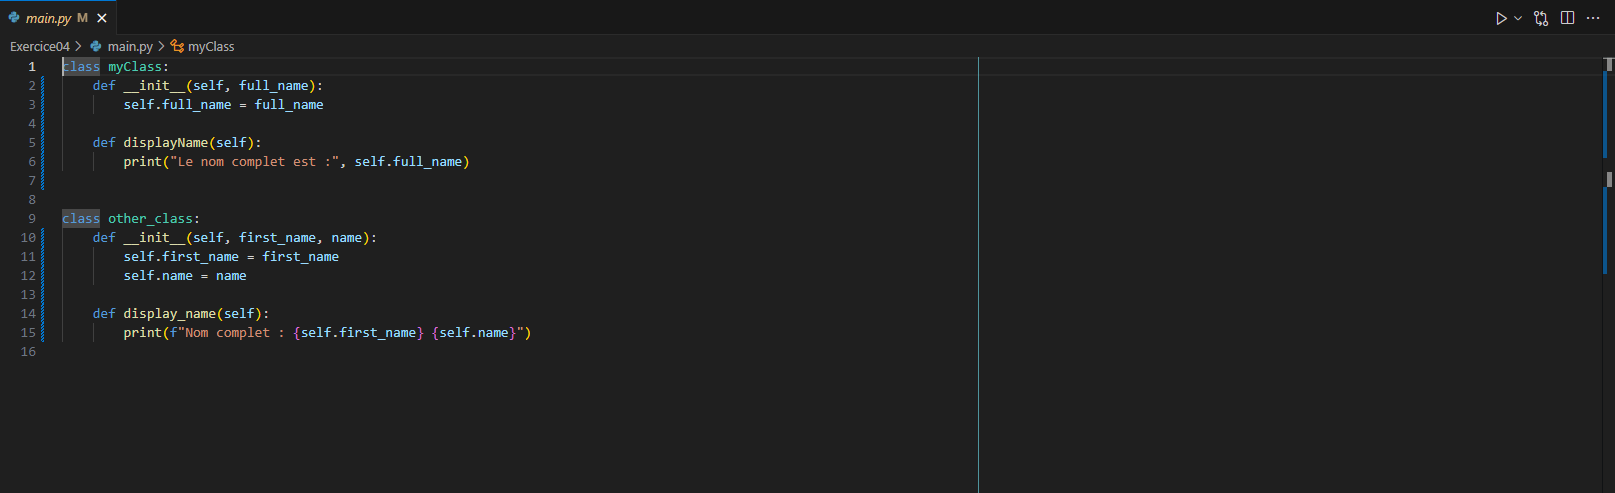 main.py M
Exercice04 > main.py > myClass
1 class myClass:
2     def __init__(self, full_name):
3         self.full_name = full_name
4
5     def displayName(self):
6         print("Le nom complet est :", self.full_name)
7
8
9 class other_class:
10     def __init__(self, first_name, name):
11         self.first_name = first_name
12         self.name = name
13
14     def display_name(self):
15         print(f"Nom complet : {self.first_name} {self.name}")
16